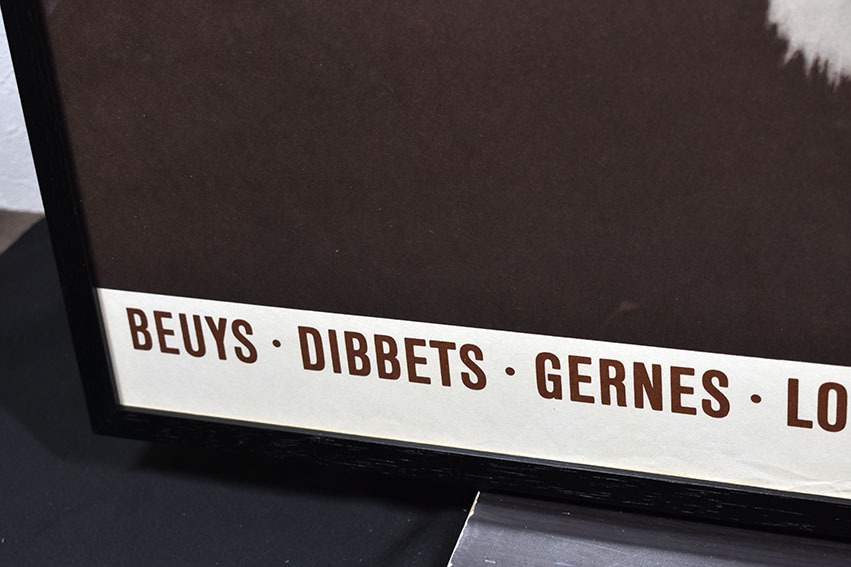 BEUYS · DIBBETS · GERNES · LO